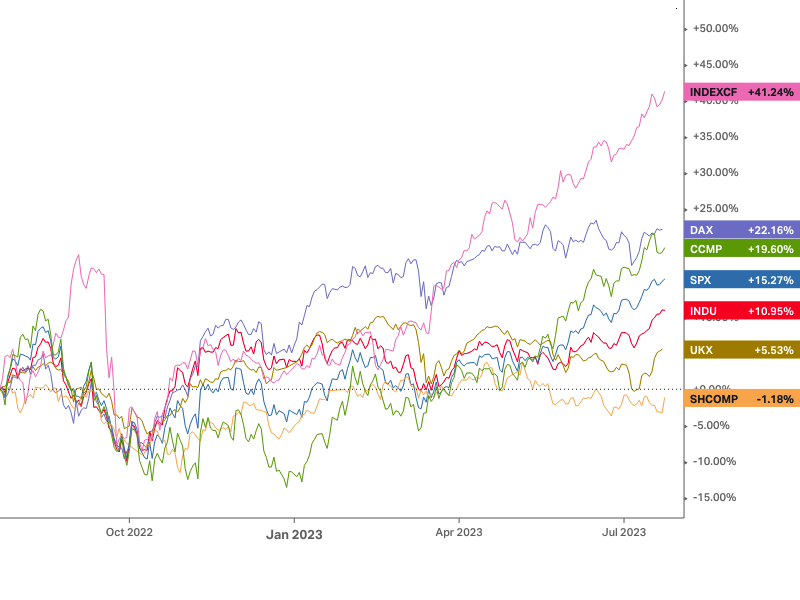 +50.00%
+45.00%
INDEXCF +41.24%
+35.00%
+30.00%
+25.00%
DAX +22.16%
CCMP +19.60%
SPX +15.27%
INDU +10.95%
UKX +5.53%
SHCOMP -1.18%
-5.00%
-10.00%
-15.00%
Oct 2022 Jan 2023 Apr 2023 Jul 2023